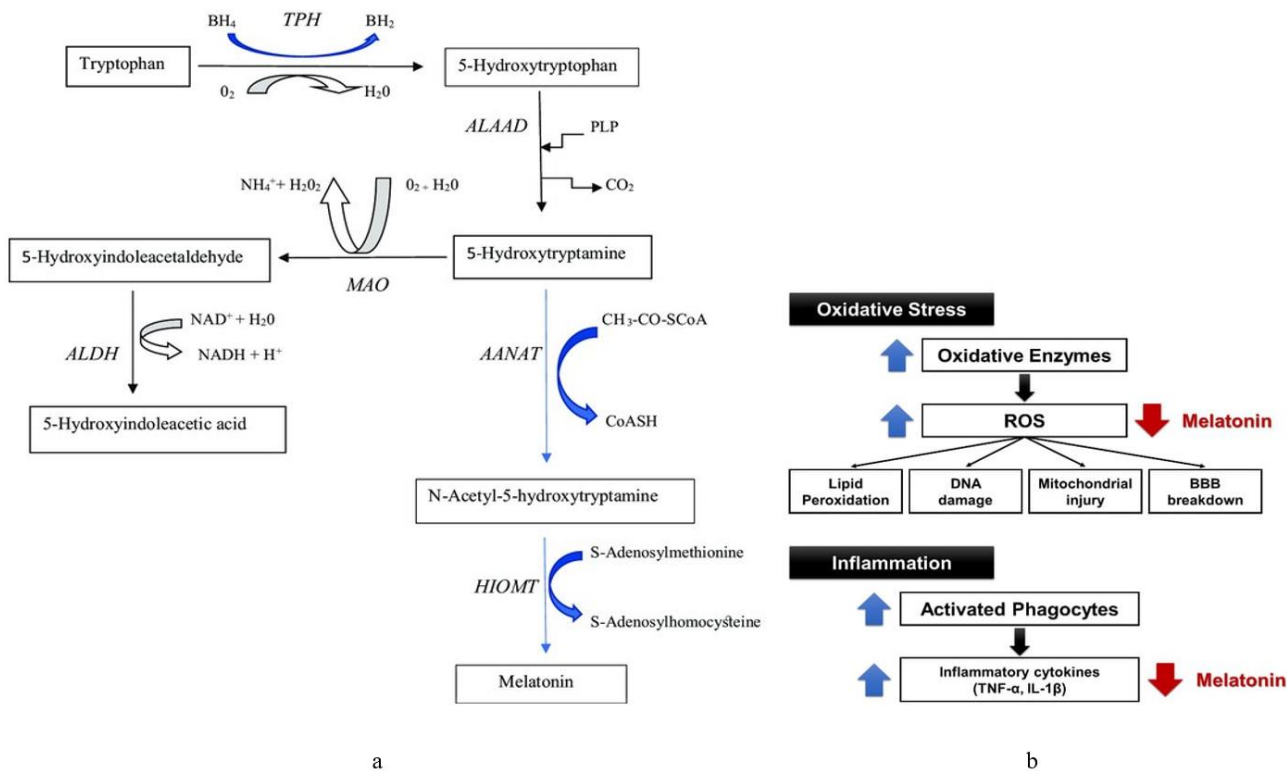 BH4 TPH BH2
Tryptophan
5-Hydroxytryptophan
02 H20
ALAAD
PLP
CO2
NH4+ + H2O2
02 + H20
5-Hydroxyindoleacetaldehyde
5-Hydroxytryptamine
MAO
NAD+ + H20
ALDH
NADH + H+
5-Hydroxyindoleacetic acid
CH3-CO-SCoA
AANAT
CoASH
N-Acetyl-5-hydroxytryptamine
S-Adenosylmethionine
HIOMT
S-Adenosylhomocysteine
Melatonin
a
Oxidative Stress
Oxidative Enzymes
ROS
Melatonin
Lipid
Peroxidation
DNA
damage
Mitochondrial
injury
BBB
breakdown
Inflammation
Activated Phagocytes
Inflammatory cytokines
(TNF-α, IL-1β)
Melatonin
b